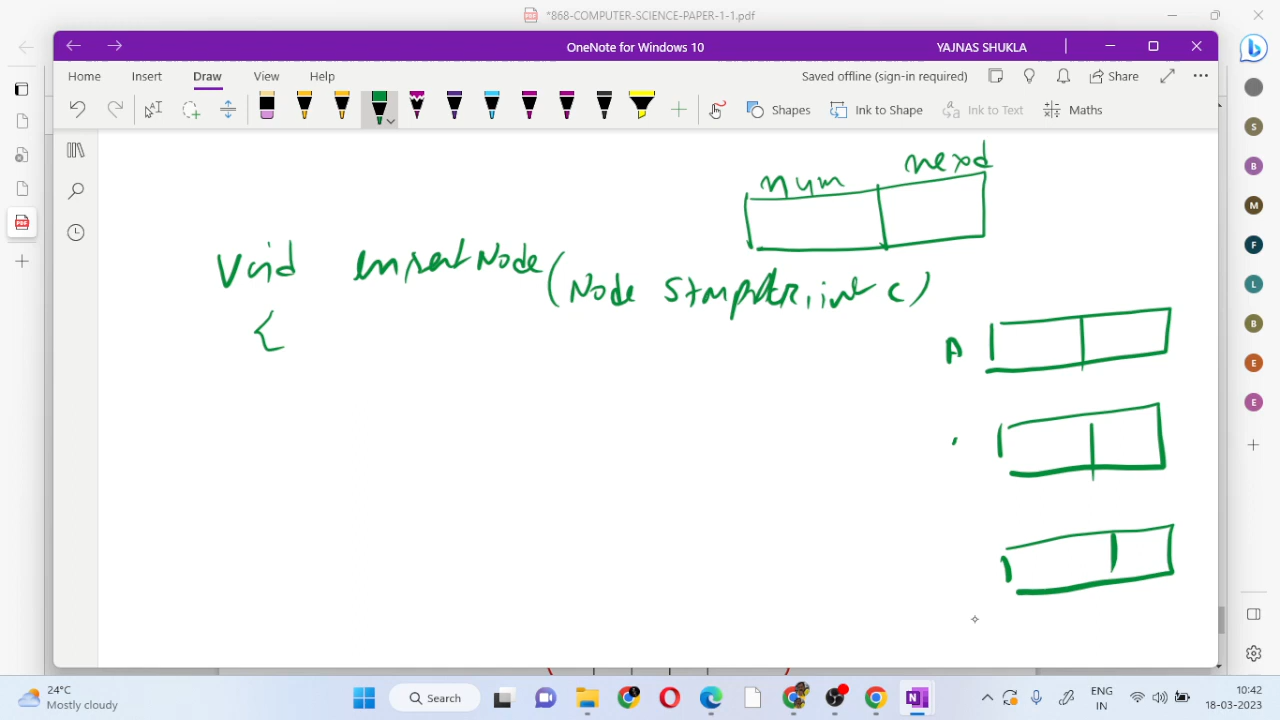 *868-COMPUTER-SCIENCE-PAPER-1-1.pdf
OneNote for Windows 10
YAJNAS SHUKLA
Home Insert Draw View Help
Saved offline (sign-in required)
Share
Shapes
Ink to Shape
Ink to Text
Maths
num next
Void insertNode (Node Startptr, int c)
{
A
S
B
M
F
L
B
E
E
24°C
Mostly cloudy
Search
ENG
IN
10:42
18-03-2023